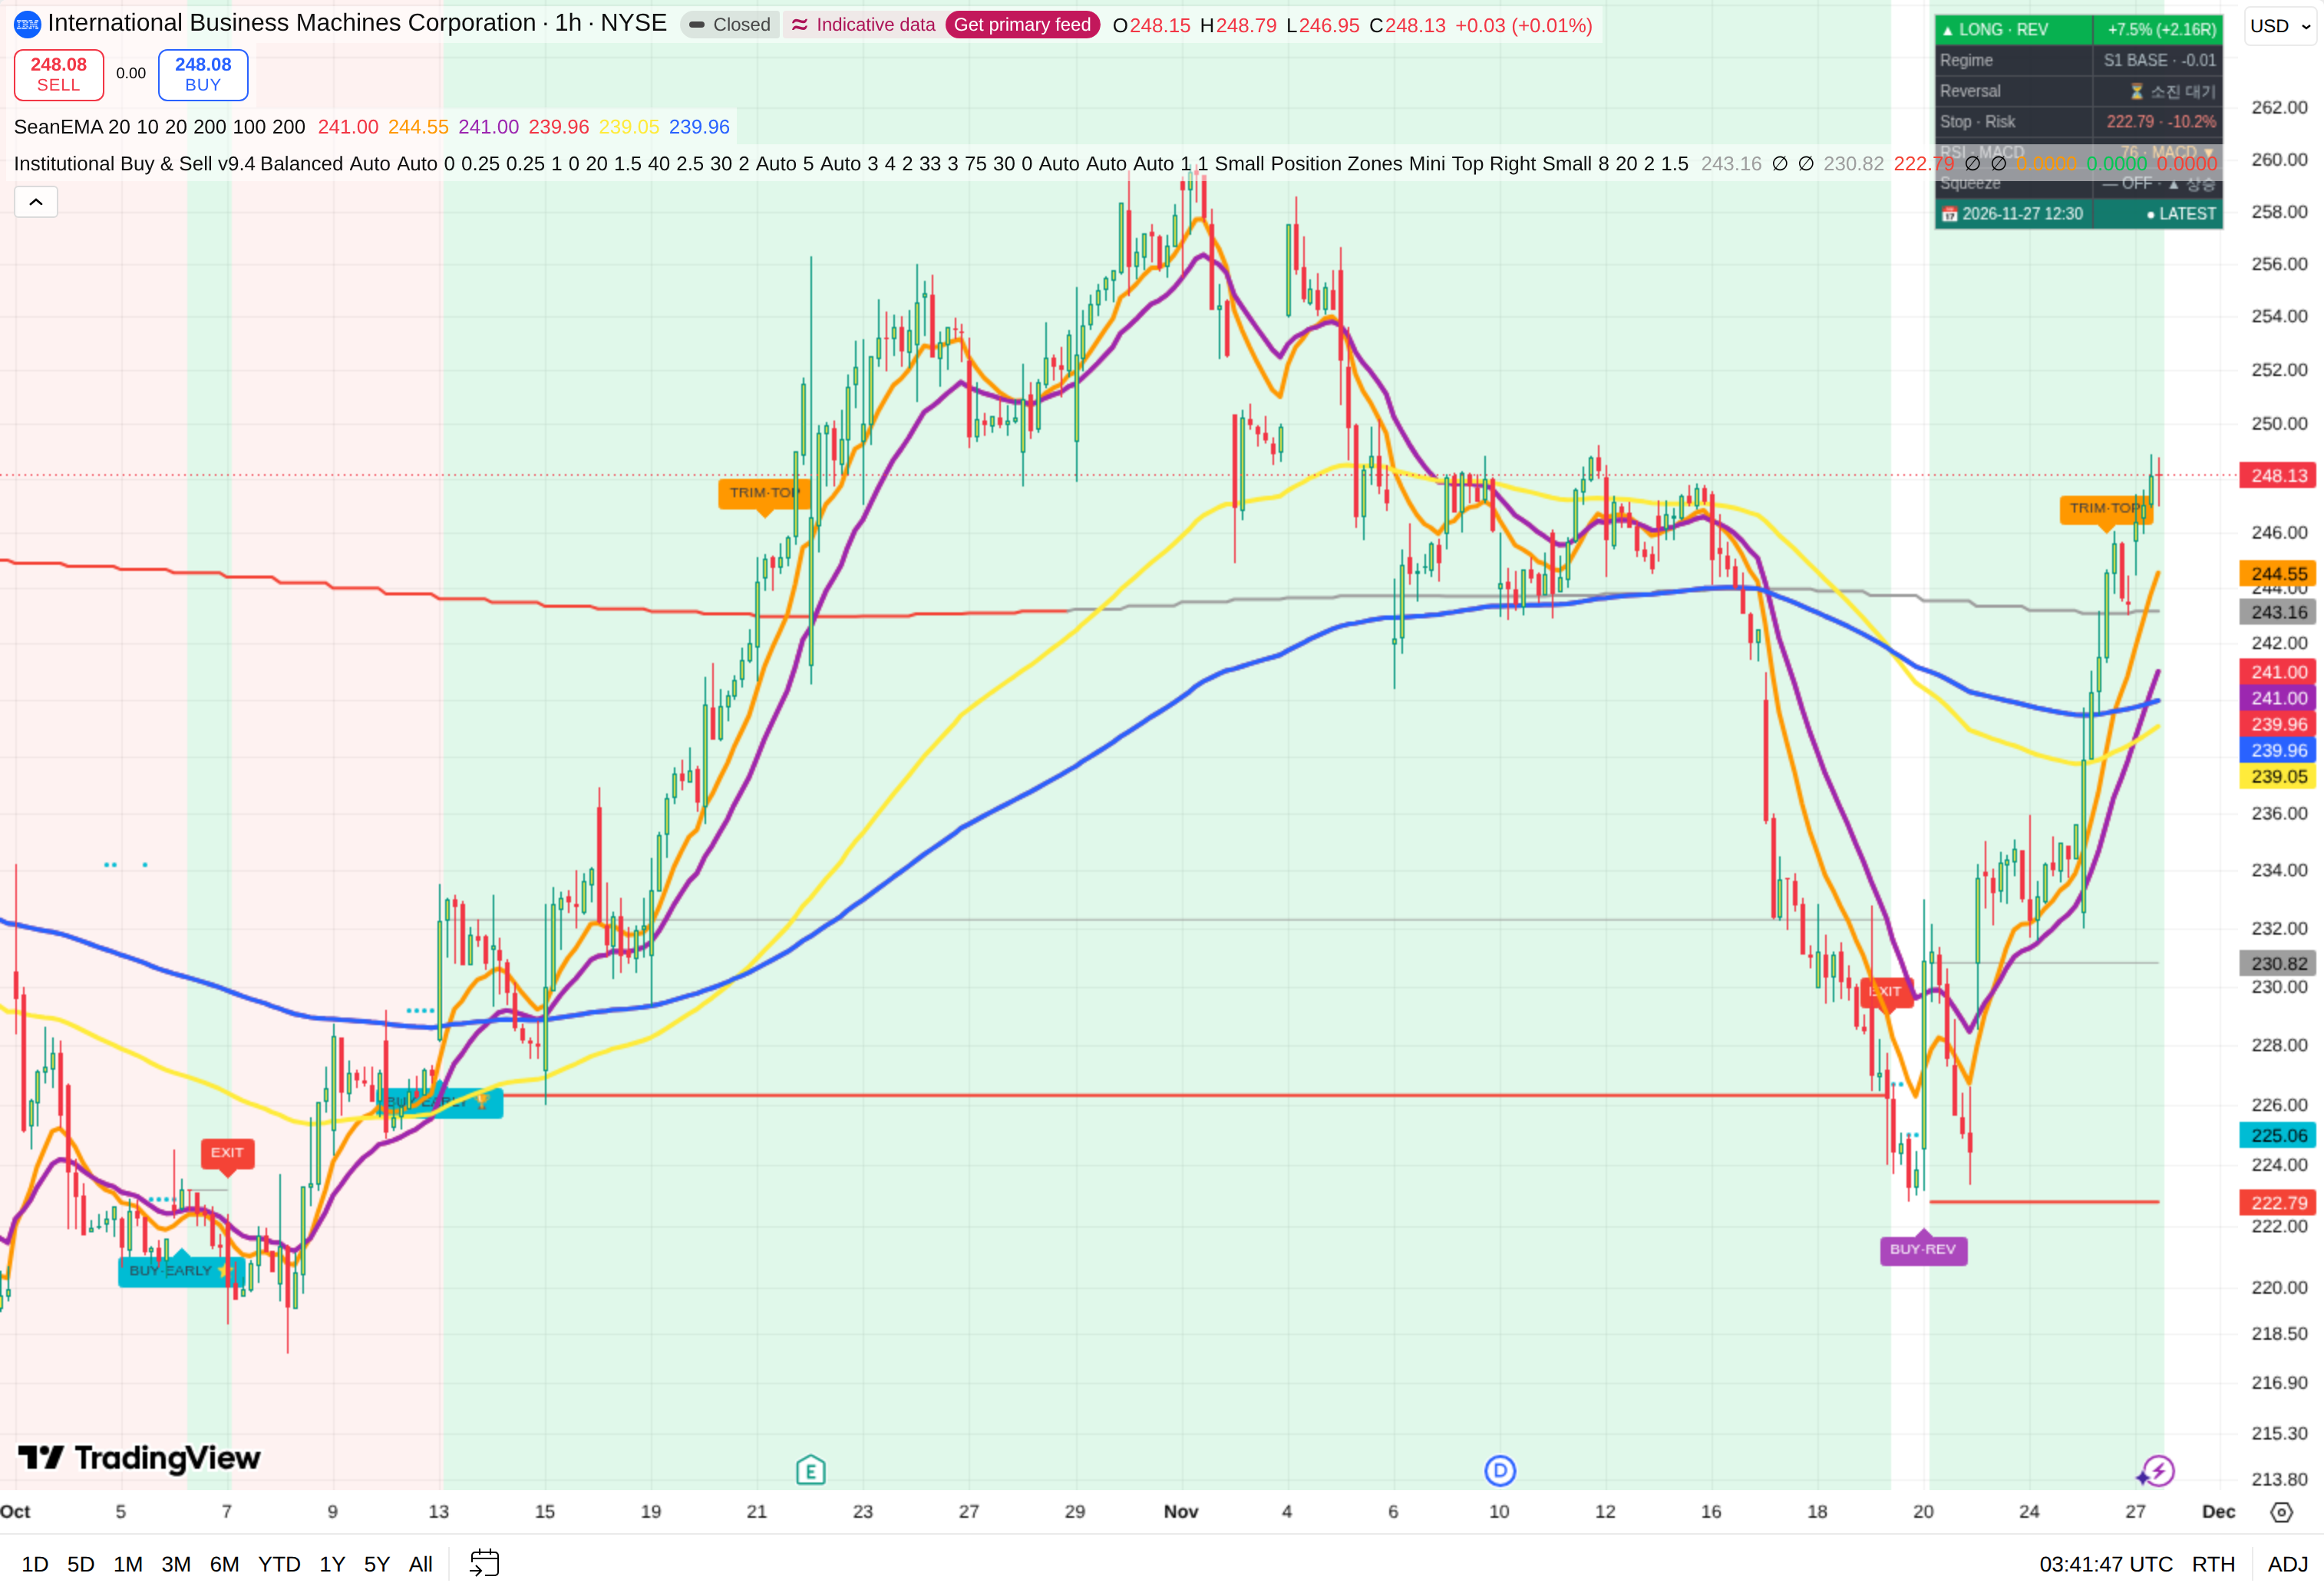 IBM International Business Machines Corporation · 1h · NYSE Closed Indicative data Get primary feed O248.15 H248.79 L246.95 C248.13 +0.03 (+0.01%)
248.08 SELL 0.00 248.08 BUY
SeanEMA 20 10 20 200 100 200 241.00 244.55 241.00 239.96 239.05 239.96
Institutional Buy & Sell v9.4 Balanced Auto Auto 0 0.25 0.25 1 0 20 1.5 40 2.5 30 2 Auto 5 Auto 3 4 2 33 3 75 30 0 Auto Auto Auto 1 1 Small Position Zones Mini Top Right Small 8 20 2 1.5 243.16 ∅ ∅ 230.82 222.79 ∅ ∅ 0.0000 0.0000 0.0000
▲ LONG · REV +7.5% (+2.16R)
Regime S1 BASE · -0.01
Reversal ⏳ 소진 대기
Stop · Risk 222.79 · -10.2%
RSI · MACD 76 · MACD ▼
Squeeze — OFF · ▲ 상승
📅 2026-11-27 12:30 ● LATEST
USD
262.00
260.00
258.00
256.00
254.00
252.00
250.00
248.13
246.00
244.55
244.00
243.16
242.00
241.00
241.00
239.96
239.96
239.05
236.00
234.00
232.00
230.82
230.00
228.00
226.00
225.06
224.00
222.79
222.00
220.00
218.50
216.90
215.30
213.80
TRIM-TOP
TRIM-TOP
EXIT
BUY-EARLY
EXIT
BUY-EARLY ⭐
BUY-REV
TradingView
E
D
Oct 5 7 9 13 15 19 21 23 27 29 Nov 4 6 10 12 16 18 20 24 27 Dec
1D 5D 1M 3M 6M YTD 1Y 5Y All 03:41:47 UTC RTH ADJ